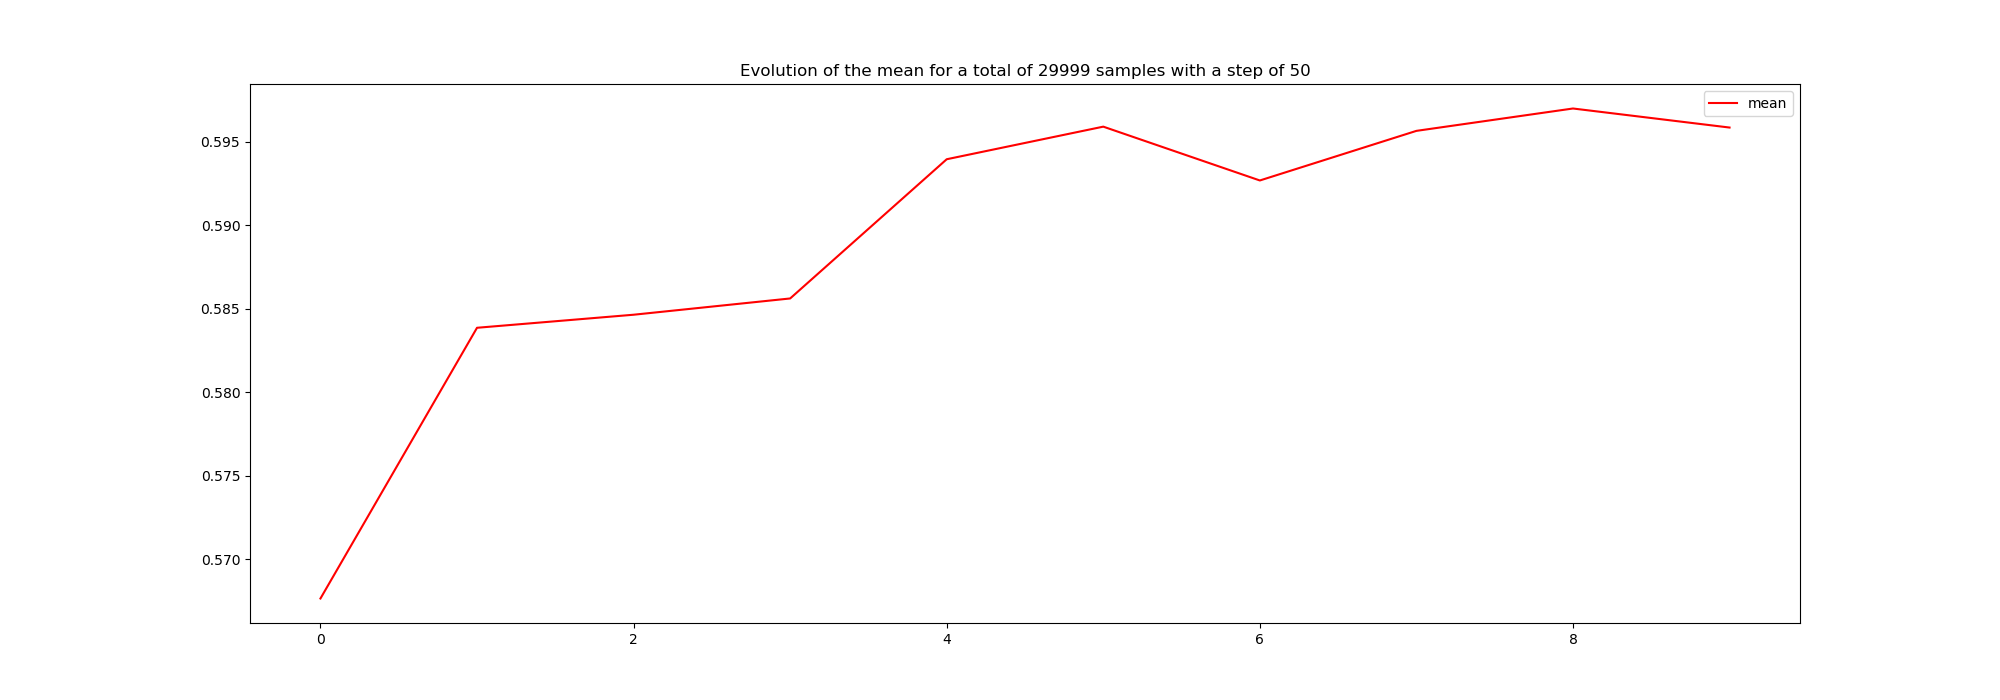 Evolution of the mean for a total of 29999 samples with a step of 50
mean
0.595
0.590
0.585
0.580
0.575
0.570
0 2 4 6 8